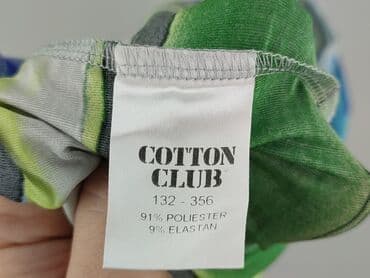 COTTON
CLUB
132 - 356
91% POLIESTER
9% ELASTAN